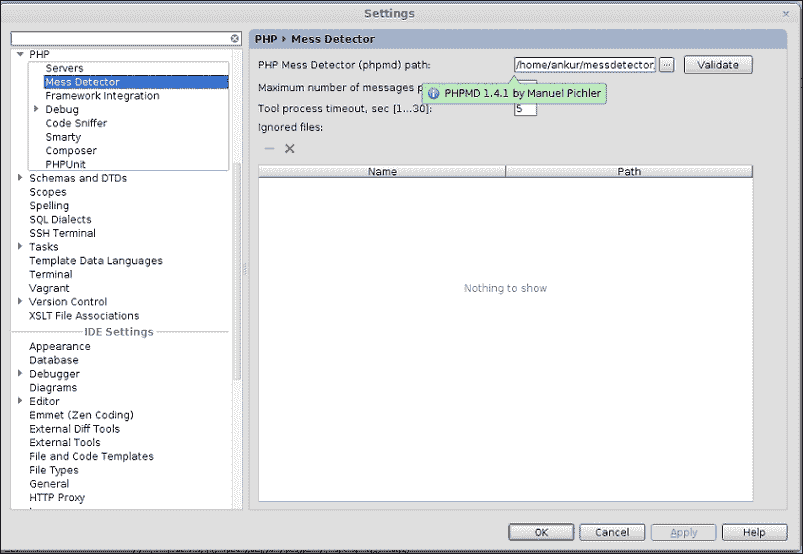 Settings
PHP
Servers
Mess Detector
Framework Integration
Debug
Code Sniffer
Smarty
Composer
PHPUnit
Schemas and DTDs
Scopes
Spelling
SQL Dialects
SSH Terminal
Tasks
Template Data Languages
Terminal
Vagrant
Version Control
XSLT File Associations
IDE Settings
Appearance
Database
Debugger
Diagrams
Editor
Emmet (Zen Coding)
External Diff Tools
External Tools
File and Code Templates
File Types
General
HTTP Proxy
PHP Mess Detector
PHP Mess Detector (phpmd) path: /home/ankur/messdetector ... Validate
Maximum number of messages
PHPMD 1.4.1 by Manuel Pichler
Tool process timeout, sec [1...30]: 5
Ignored files:
Name Path
Nothing to show
OK Cancel Apply Help